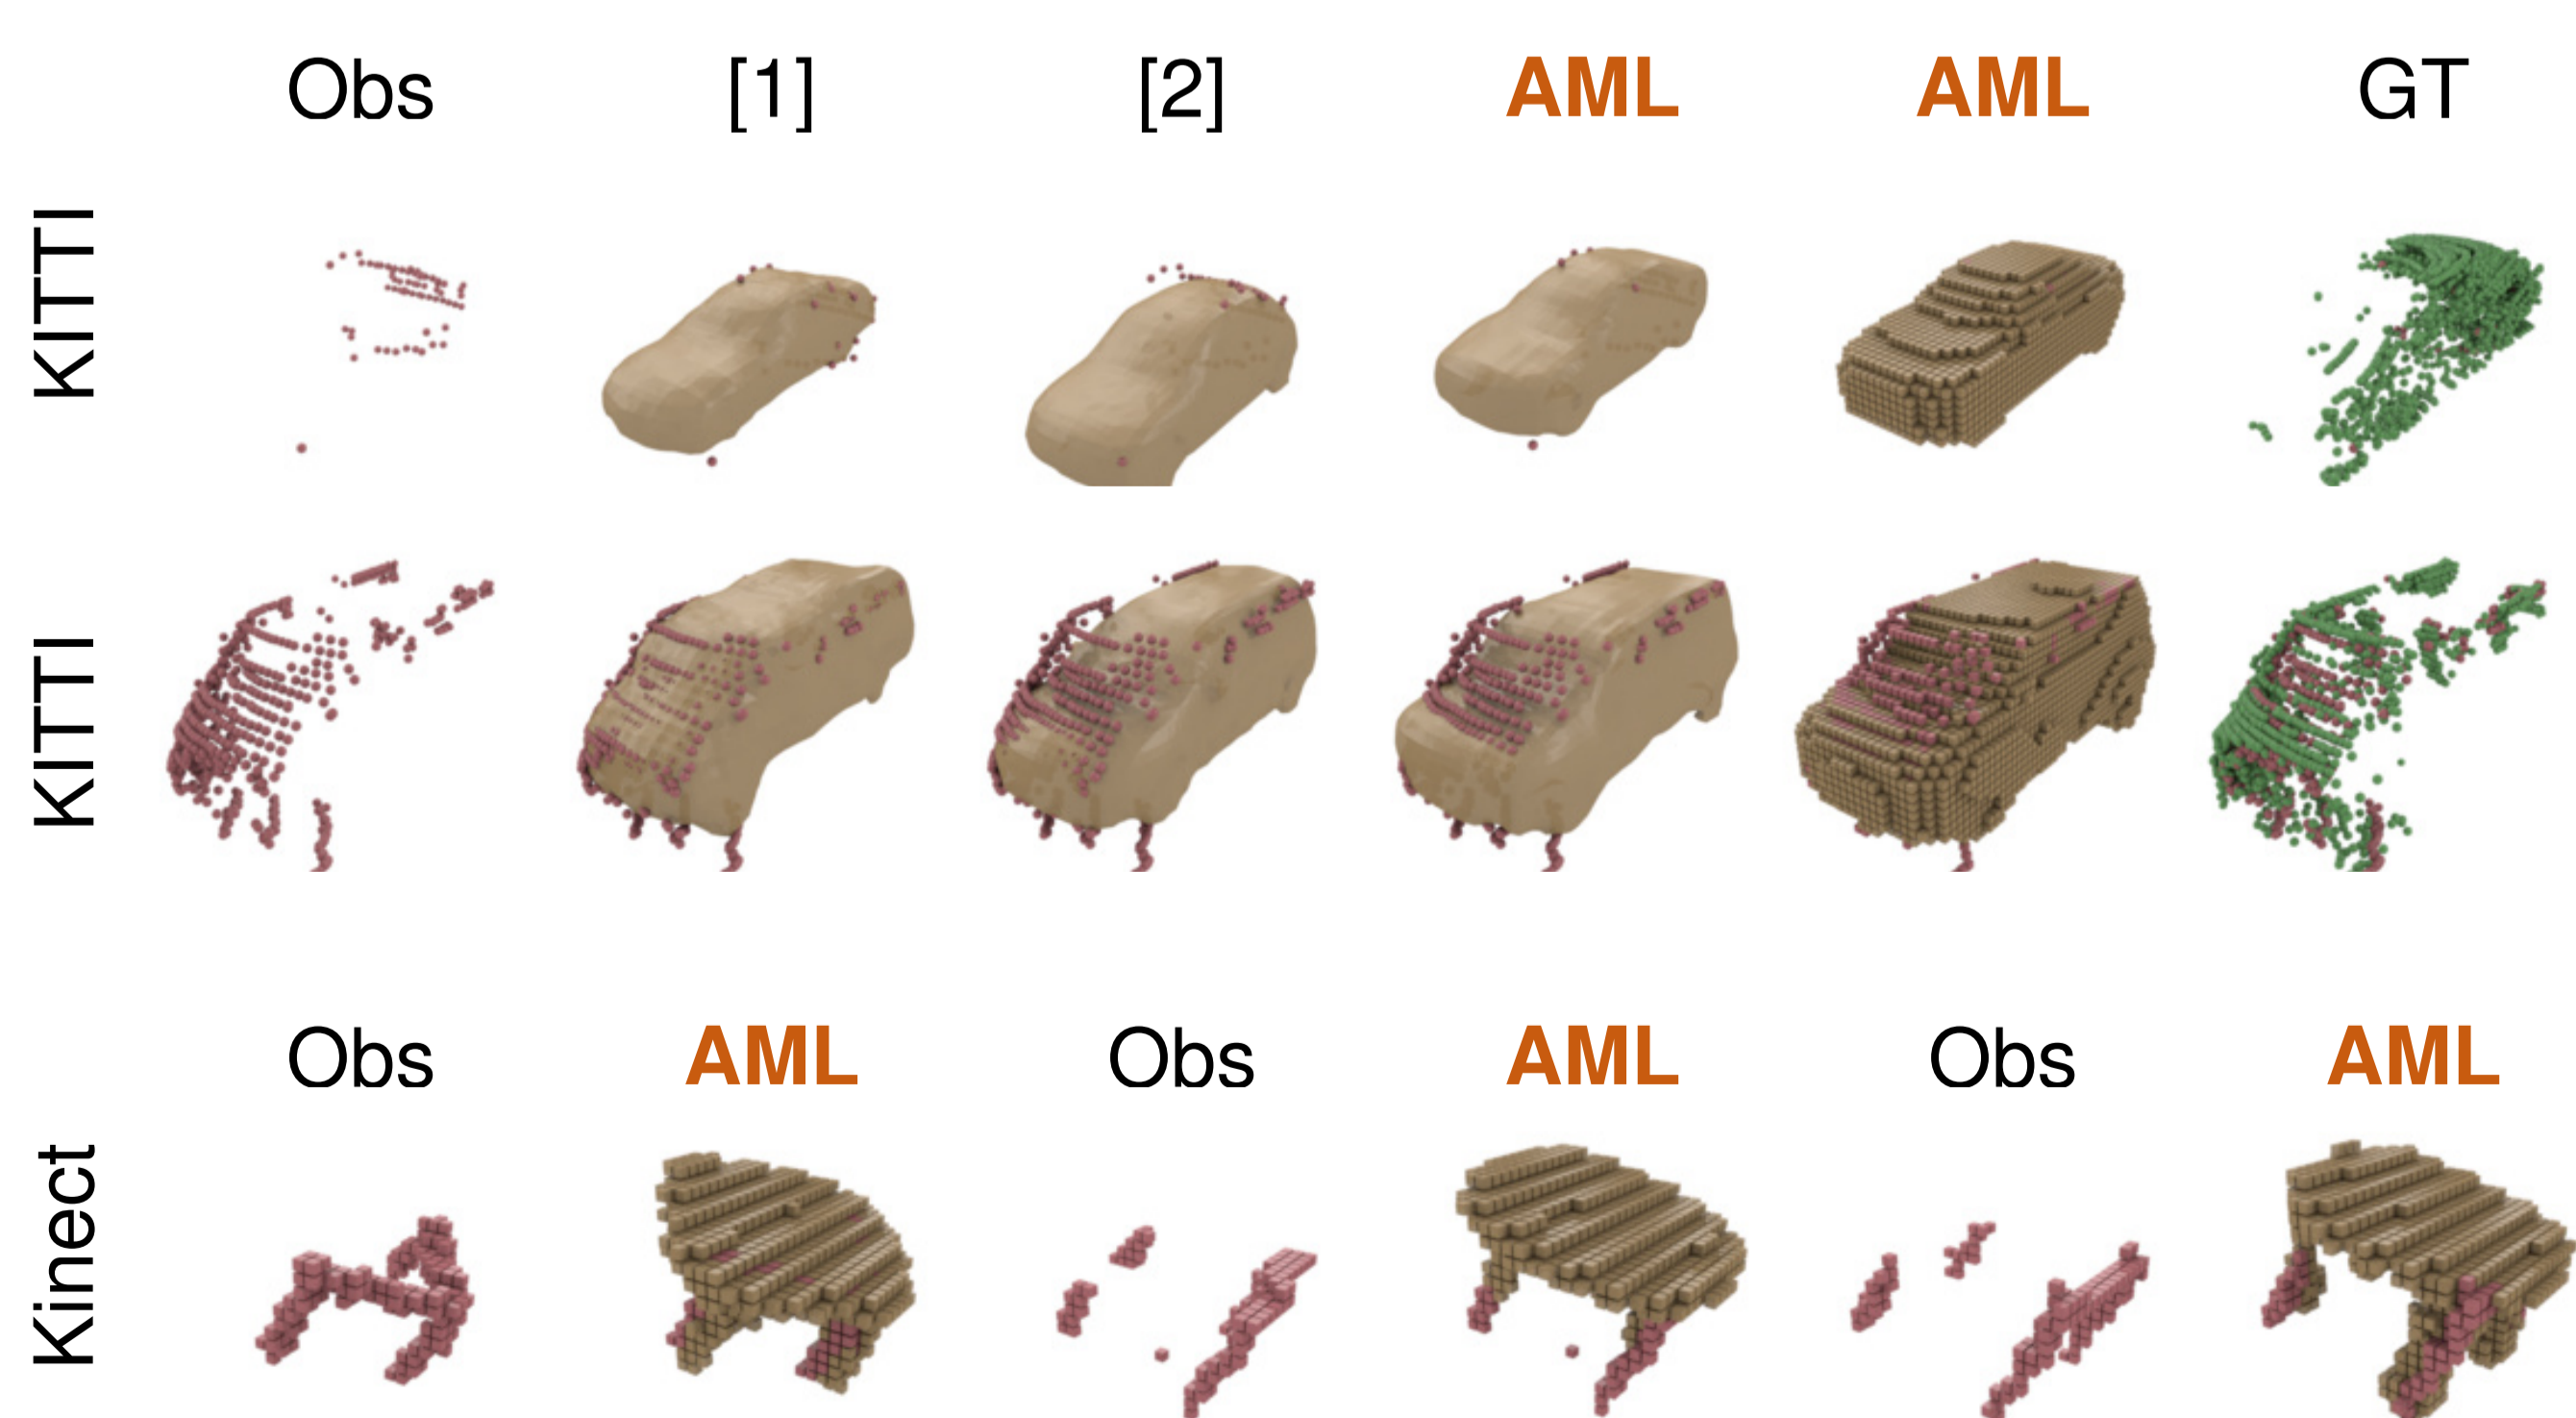 Obs [1] [2] AML AML GT
KITTI
KITTI
Obs AML Obs AML Obs AML
Kinect